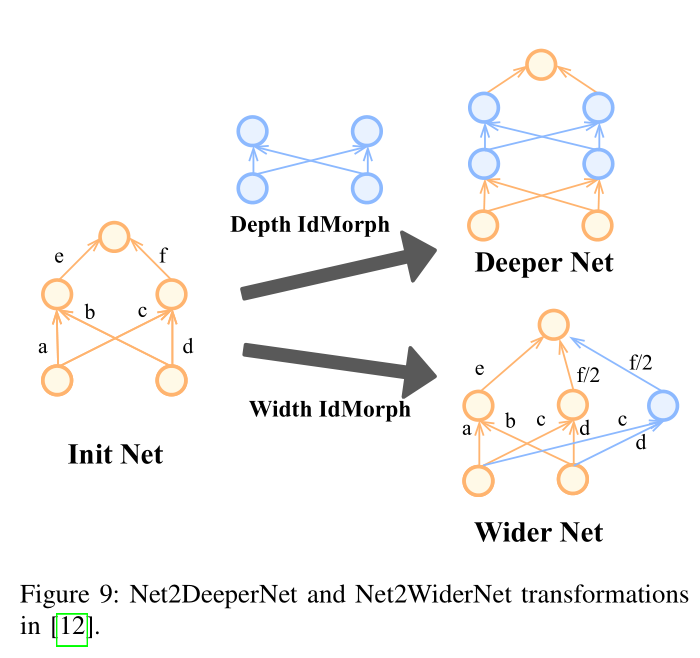 Depth IdMorph
Deeper Net
e
f
b
c
a
d
Init Net
Width IdMorph
e
f/2
f/2
a
b
c
d
c
d
Wider Net
Figure 9: Net2DeeperNet and Net2WiderNet transformations
in [12].